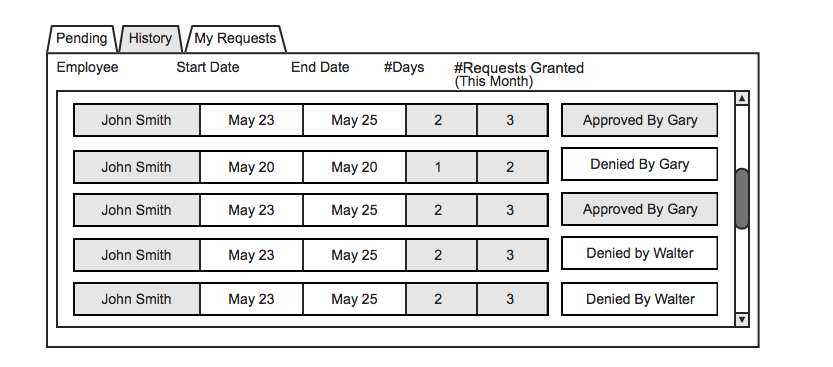 Pending History My Requests
Employee Start Date End Date #Days #Requests Granted
(This Month)
John Smith May 23 May 25 2 3 Approved By Gary
John Smith May 20 May 20 1 2 Denied By Gary
John Smith May 23 May 25 2 3 Approved By Gary
John Smith May 23 May 25 2 3 Denied by Walter
John Smith May 23 May 25 2 3 Denied By Walter